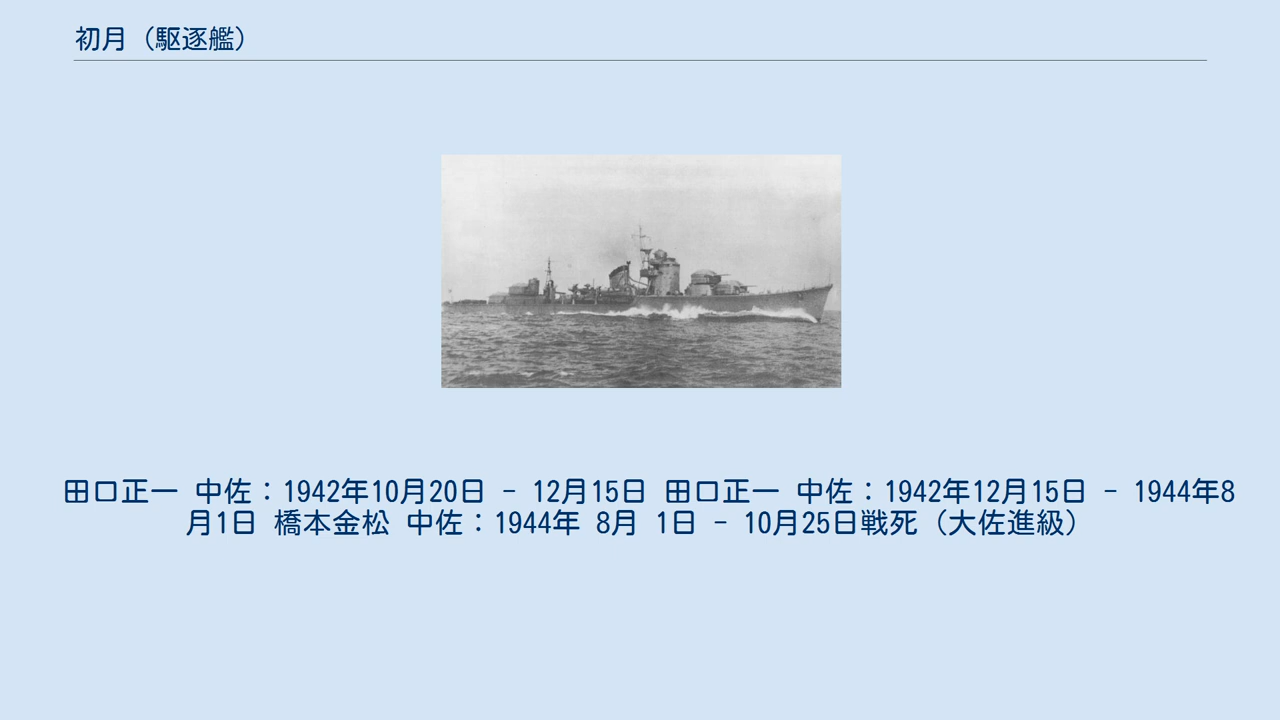 初月（駆逐艦）
田口正一 中佐：1942年10月20日 - 12月15日 田口正一 中佐：1942年12月15日 - 1944年8
月1日 橋本金松 中佐：1944年 8月 1日 - 10月25日戦死（大佐進級）